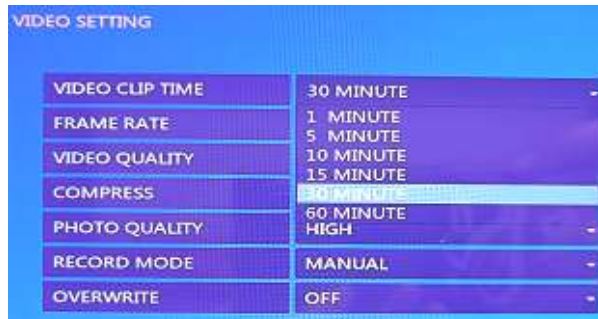 VIDEO SETTING
VIDEO CLIP TIME 30 MINUTE
FRAME RATE 1 MINUTE
5 MINUTE
VIDEO QUALITY 10 MINUTE
15 MINUTE
COMPRESS 30 MINUTE
60 MINUTE
PHOTO QUALITY HIGH
RECORD MODE MANUAL
OVERWRITE OFF